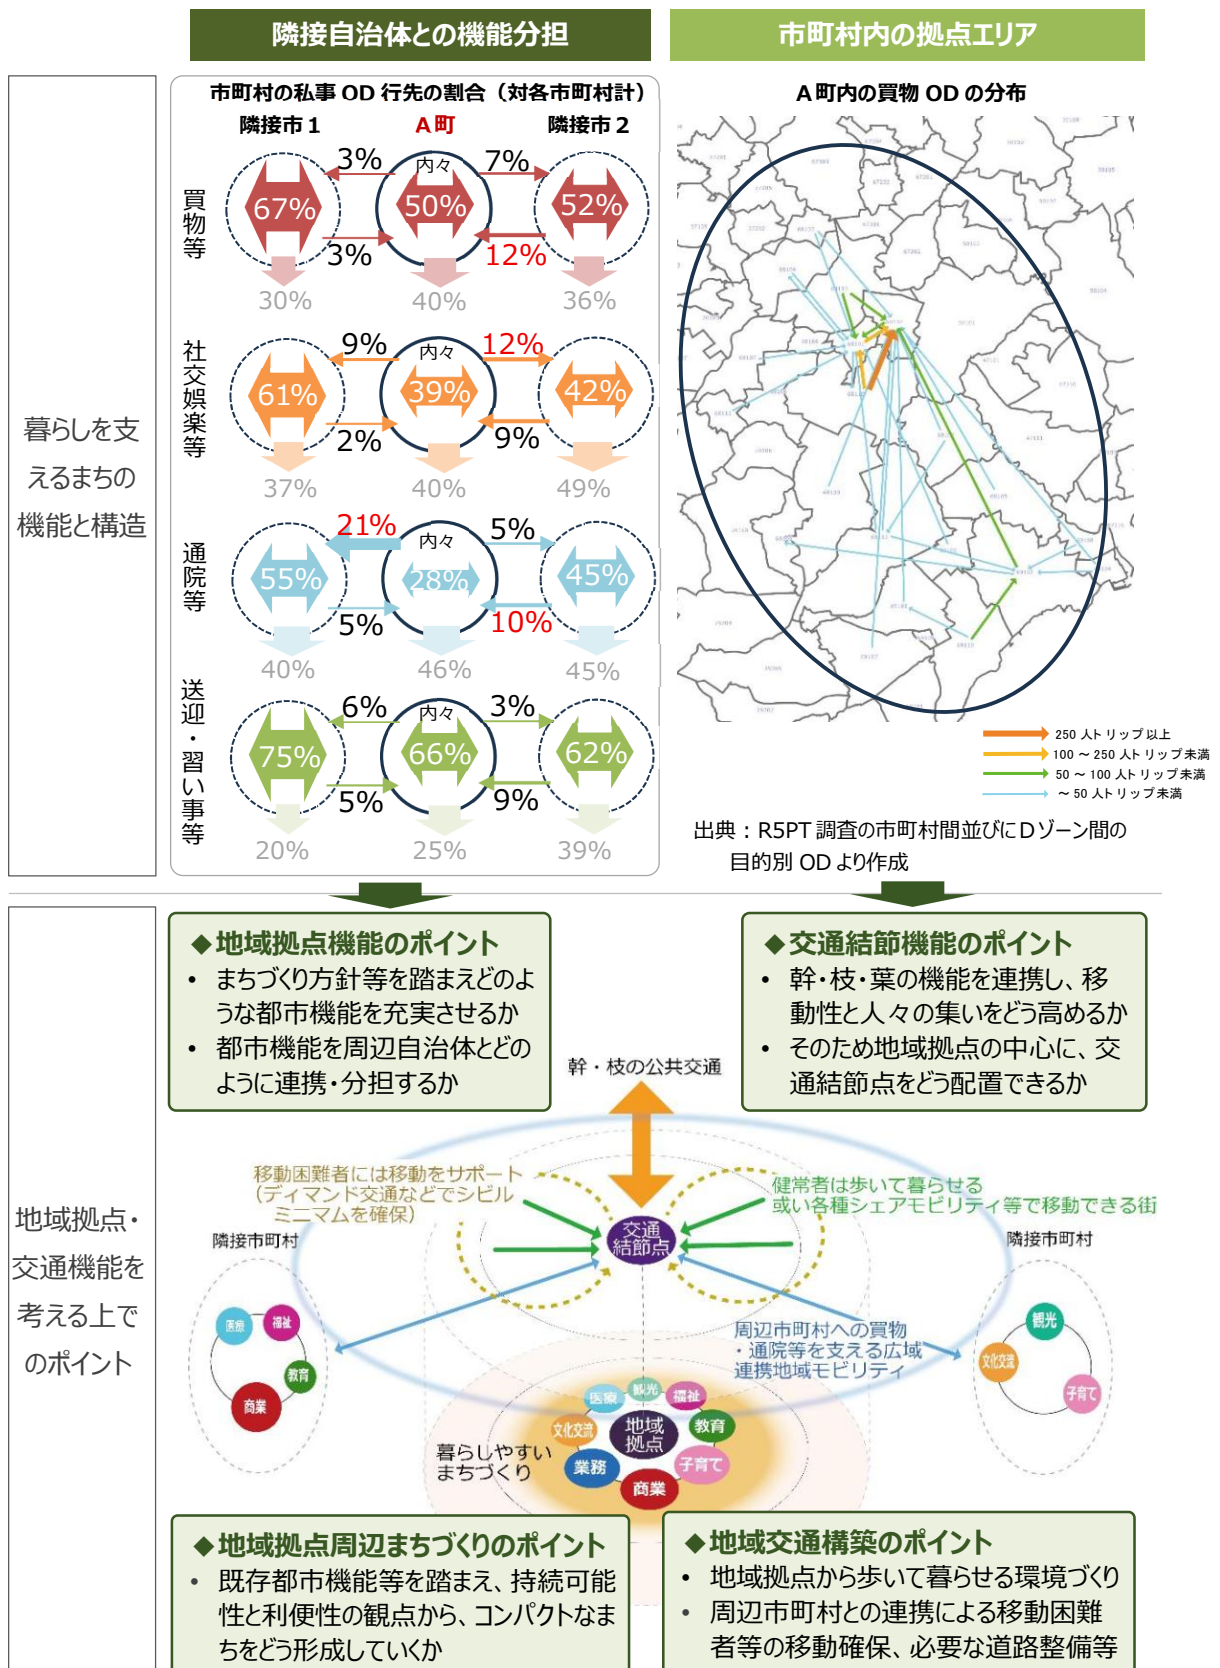 隣接自治体との機能分担
市町村内の拠点エリア
暮らしを支
えるまちの
機能と構造
市町村の私事 OD 行先の割合（対各市町村計）
隣接市 1
A 町
隣接市 2
買物等
3%
内々
7%
67%
50%
52%
3%
12%
30%
40%
36%
社交娯楽等
9%
内々
12%
61%
39%
42%
2%
9%
37%
40%
49%
通院等
21%
内々
5%
55%
28%
45%
5%
10%
40%
46%
45%
送迎・習い事等
6%
内々
3%
75%
66%
62%
5%
9%
20%
25%
39%
A 町内の買物 OD の分布
250 人トリップ以上
100 ～ 250 人トリップ未満
50 ～ 100 人トリップ未満
～ 50 人トリップ未満
出典：R5PT 調査の市町村間並びにDゾーン間の
目的別 OD より作成
地域拠点・
交通機能を
考える上で
のポイント
◆地域拠点機能のポイント
• まちづくり方針等を踏まえどのよ
うな都市機能を充実させるか
• 都市機能を周辺自治体とどの
ように連携・分担するか
◆交通結節機能のポイント
• 幹・枝・葉の機能を連携し、移
動性と人々の集いをどう高めるか
• そのため地域拠点の中心に、交
通結節点をどう配置できるか
幹・枝の公共交通
移動困難者には移動をサポート
（ディマンド交通などでシビル
ミニマムを確保）
健常者は歩いて暮らせる
或い各種シェアモビリティ等で移動できる街
交通
結節点
隣接市町村
医療
福祉
教育
商業
隣接市町村
観光
文化交流
子育て
周辺市町村への買物
・通院等を支える広域
連携地域モビリティ
医療
観光
福祉
文化交流
地域
拠点
教育
業務
子育て
商業
暮らしやすい
まちづくり
◆地域拠点周辺まちづくりのポイント
• 既存都市機能等を踏まえ、持続可能
性と利便性の観点から、コンパクトなま
ちをどう形成していくか
◆地域交通構築のポイント
• 地域拠点から歩いて暮らせる環境づくり
• 周辺市町村との連携による移動困難
者等の移動確保、必要な道路整備等